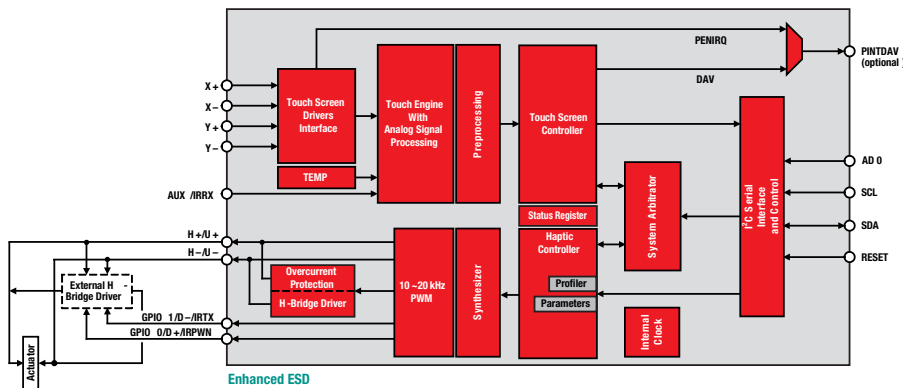 PENIRQ
PINTDAV
(optional )
DAV
X+
X−
Y+
Y−
Touch Screen
Drivers
Interface
TEMP
AUX /IRRX
Touch Engine
With
Analog Signal
Processing
Preprocessing
Touch Screen
Controller
Status Register
System Arbitrator
I²C Serial
Interface
and Control
AD 0
SCL
SDA
RESET
H+/U+
H−/U−
External H -
Bridge Driver
Overcurrent
Protection
H-Bridge Driver
10 ~20 kHz
PWM
Synthesizer
Haptic
Controller
Profiler
Parameters
Internal
Clock
GPIO 1/D−/IRTX
GPIO 0/D+/IRPWN
Actuator
Enhanced ESD